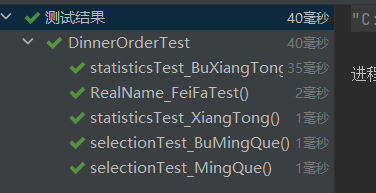 测试结果 40毫秒
DinnerOrderTest 40毫秒
statisticsTest_BuXiangTong 35毫秒
RealName_FeiFaTest() 2毫秒
statisticsTest_XiangTong() 1毫秒
selectionTest_BuMingQue() 1毫秒
selectionTest_MingQue() 1毫秒
"C:
进程